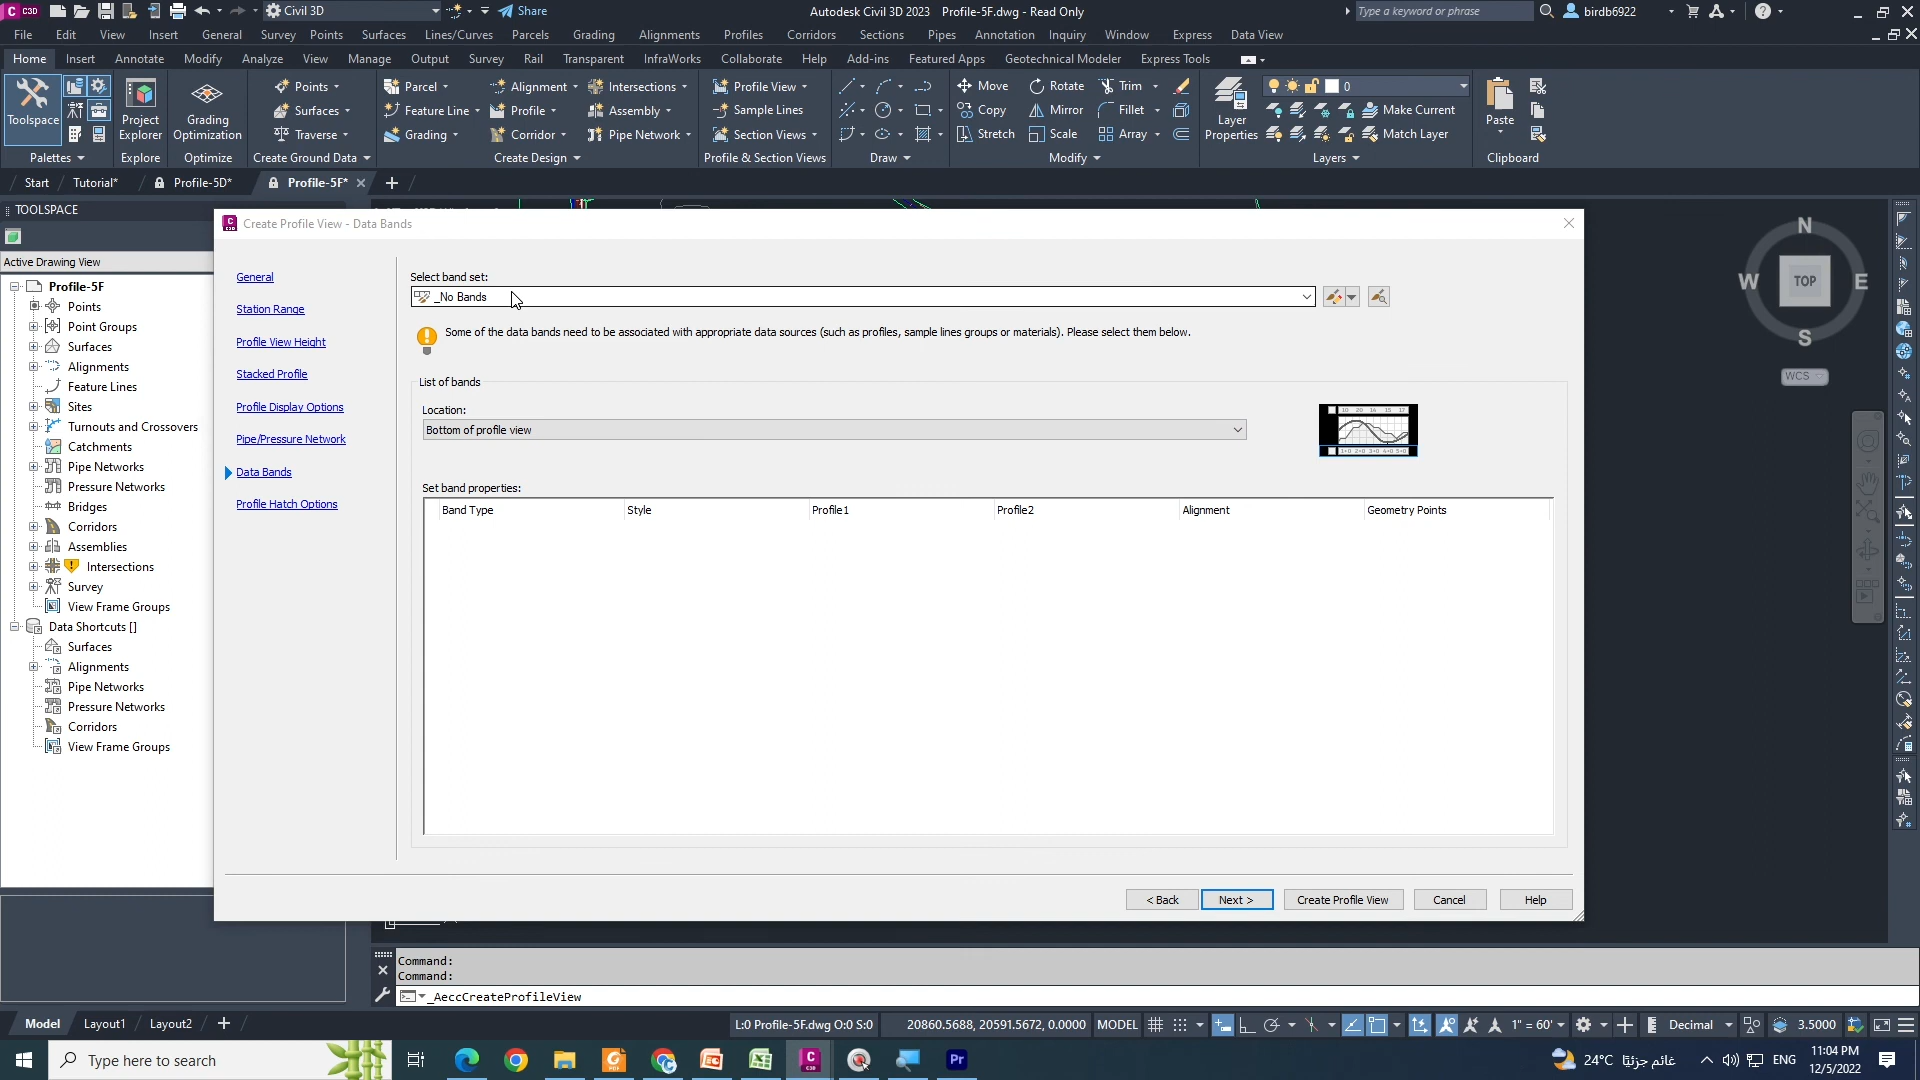 C3D
Civil 3D
Share
Autodesk Civil 3D 2023 Profile-5F.dwg - Read Only
Type a keyword or phrase
birdb6922
File Edit View Insert General Survey Points Surfaces Lines/Curves Parcels Grading Alignments Profiles Corridors Sections Pipes Annotation Inquiry Window Express Data View
Home Insert Annotate Modify Analyze View Manage Output Survey Rail Transparent InfraWorks Collaborate Help Add-ins Featured Apps Geotechnical Modeler Express Tools
Points Parcel Alignment Intersections Profile View Move Rotate Trim 0
Toolspace Project Explorer Grading Optimization Surfaces Feature Line Profile Assembly Sample Lines Copy Mirror Fillet Layer Properties Make Current Paste
Traverse Grading Corridor Pipe Network Section Views Stretch Scale Array Match Layer
Palettes Explore Optimize Create Ground Data Create Design Profile & Section Views Draw Modify Layers Clipboard
Start Tutorial* Profile-5D* Profile-5F*
TOOLSPACE
Active Drawing View
Profile-5F
Points
Point Groups
Surfaces
Alignments
Feature Lines
Sites
Turnouts and Crossovers
Catchments
Pipe Networks
Pressure Networks
Bridges
Corridors
Assemblies
Intersections
Survey
View Frame Groups
Data Shortcuts []
Surfaces
Alignments
Pipe Networks
Pressure Networks
Corridors
View Frame Groups
Create Profile View - Data Bands
General
Station Range
Profile View Height
Stacked Profile
Profile Display Options
Pipe/Pressure Network
Data Bands
Profile Hatch Options
Select band set:
_No Bands
Some of the data bands need to be associated with appropriate data sources (such as profiles, sample lines groups or materials). Please select them below.
List of bands
Location:
Bottom of profile view
Set band properties:
Band Type Style Profile1 Profile2 Alignment Geometry Points
< Back Next > Create Profile View Cancel Help
N
W TOP E
S
WCS
Command:
Command:
_AeccCreateProfileView
Model Layout1 Layout2
L:0 Profile-5F.dwg O:0 S:0 20860.5688, 20591.5672, 0.0000 MODEL 1" = 60' Decimal 3.5000
Type here to search
Pr
24°C غائم جزئيًا
ENG
11:04 PM
12/5/2022